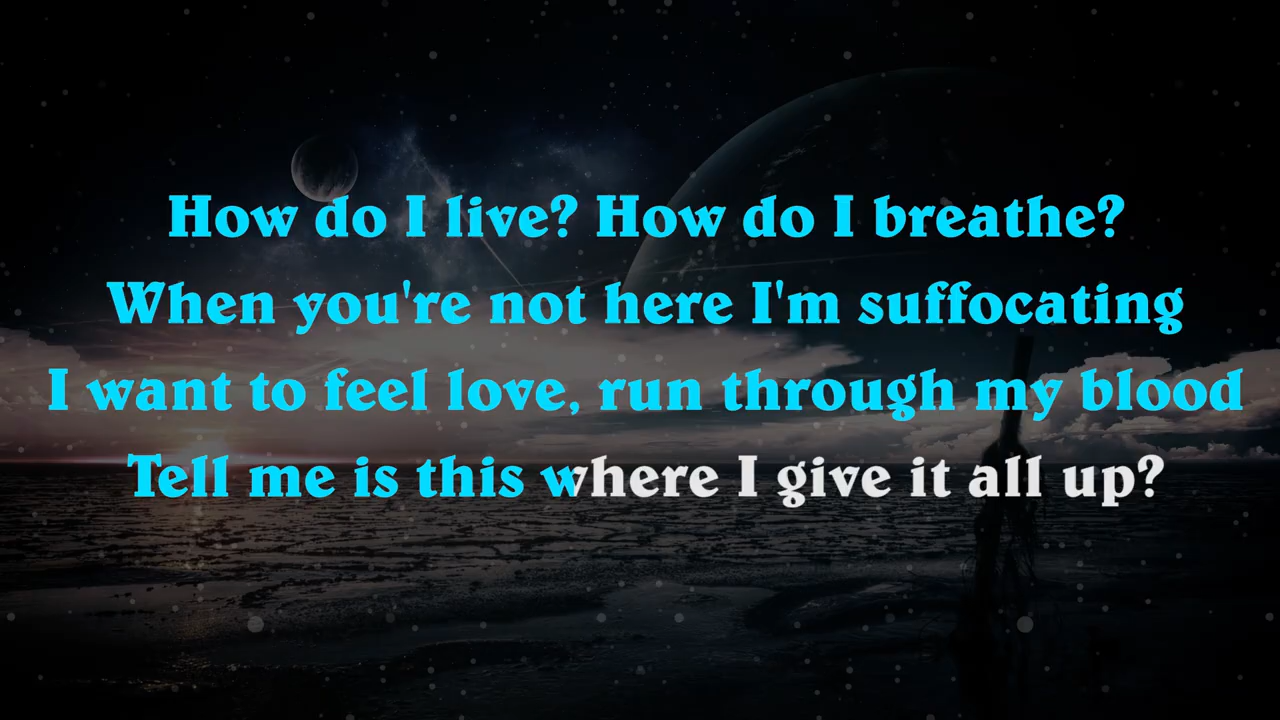 How do I live? How do I breathe?
When you're not here I'm suffocating
I want to feel love, run through my blood
Tell me is this where I give it all up?